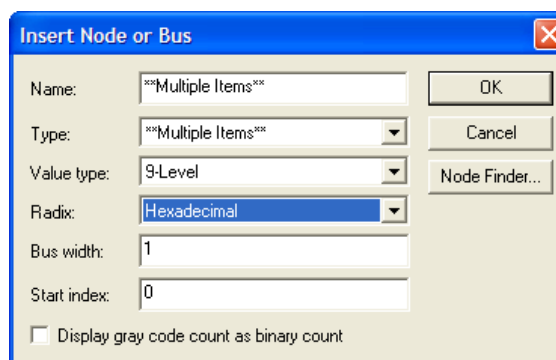 Insert Node or Bus
Name: **Multiple Items** OK
Type: **Multiple Items** Cancel
Value type: 9-Level Node Finder...
Radix: Hexadecimal
Bus width: 1
Start index: 0
Display gray code count as binary count